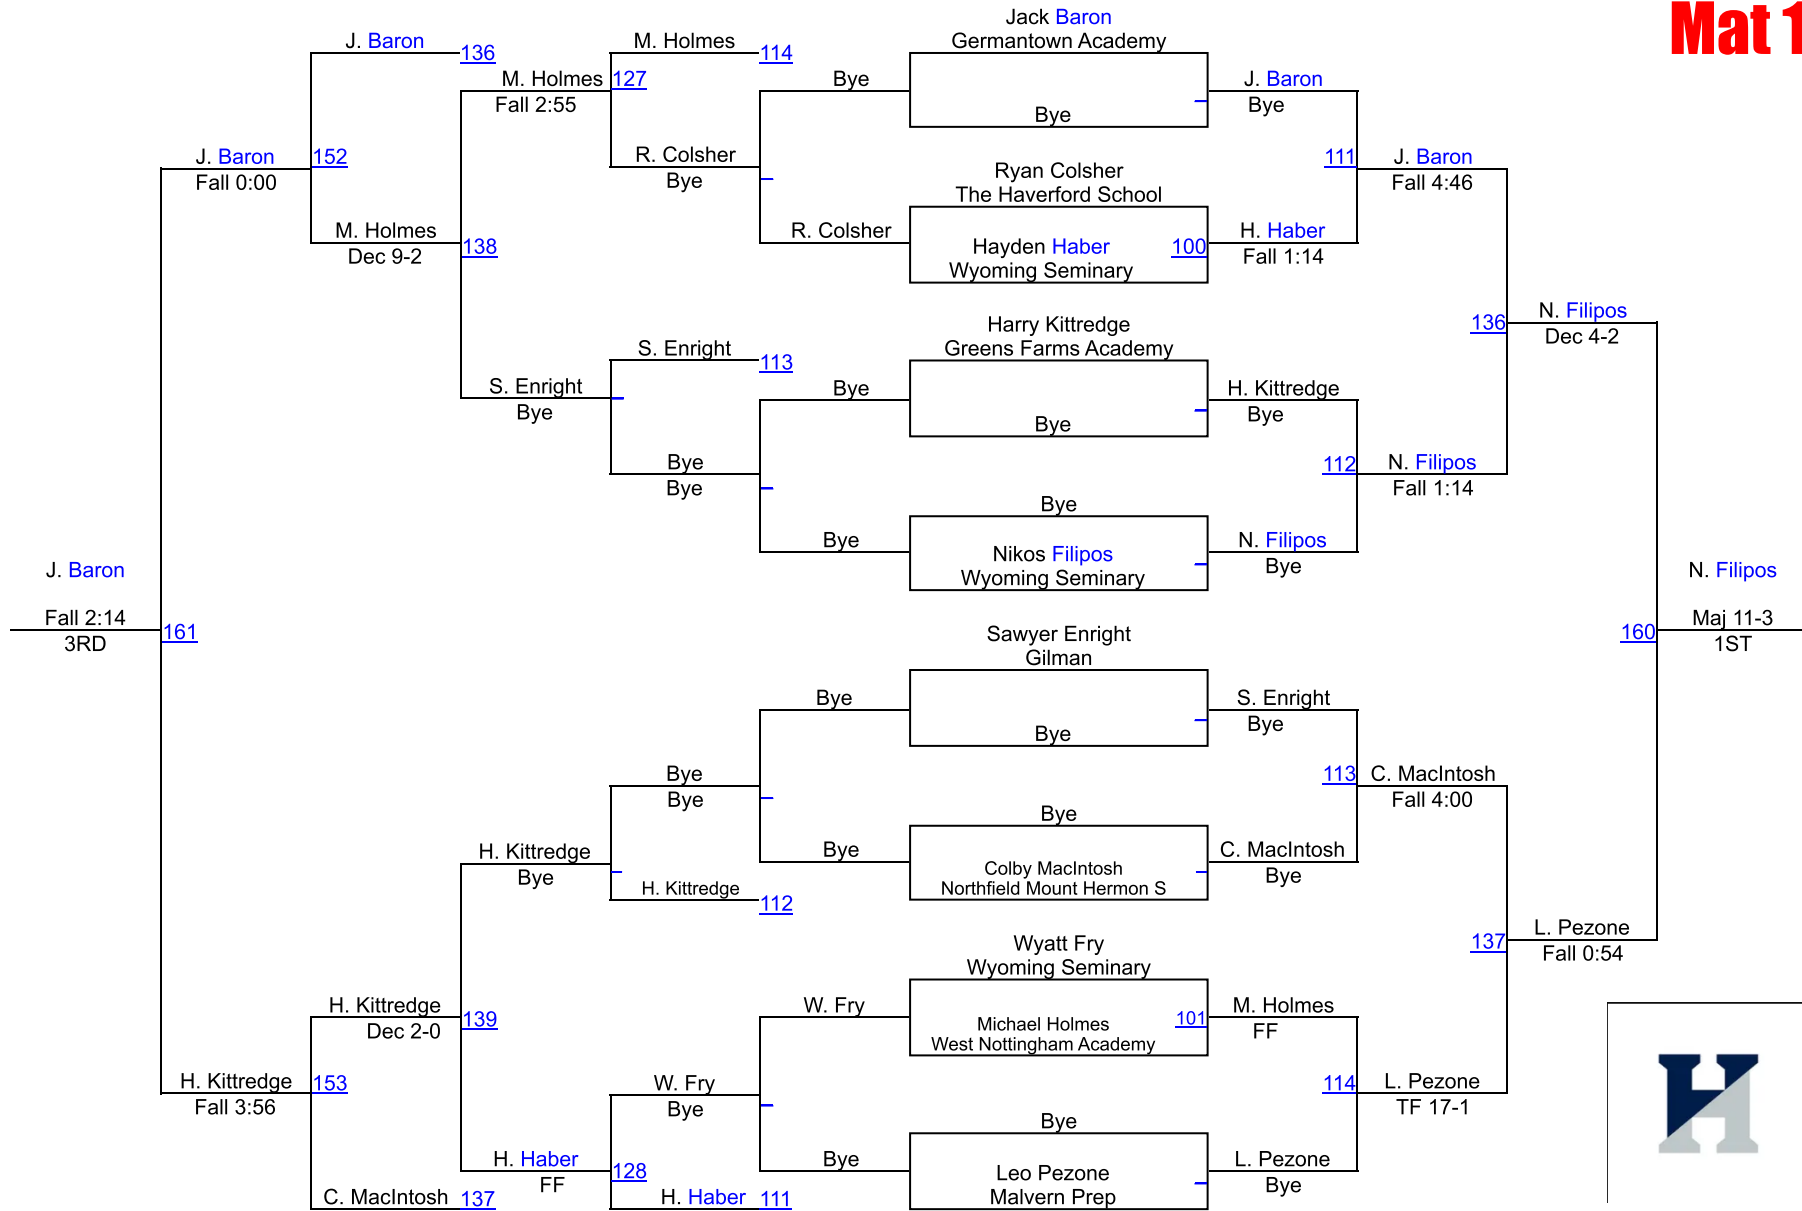 Mat 1
Jack Baron
Germantown Academy
J. Baron
136
M. Holmes
114
M. Holmes
127
Fall 2:55
Bye
J. Baron
Bye
Bye
J. Baron
152
Fall 0:00
R. Colsher
Bye
Ryan Colsher
The Haverford School
111
J. Baron
Fall 4:46
M. Holmes
Dec 9-2
138
R. Colsher
Hayden Haber
Wyoming Seminary
100
H. Haber
Fall 1:14
N. Filipos
136
Dec 4-2
Harry Kittredge
Greens Farms Academy
S. Enright
113
S. Enright
Bye
Bye
H. Kittredge
Bye
Bye
Bye
Bye
112
N. Filipos
Fall 1:14
Bye
Bye
Nikos Filipos
Wyoming Seminary
N. Filipos
Bye
J. Baron
Fall 2:14
3RD
161
N. Filipos
Maj 11-3
160
1ST
Sawyer Enright
Gilman
Bye
Bye
S. Enright
Bye
Bye
Bye
113
C. MacIntosh
Fall 4:00
Bye
H. Kittredge
Bye
Bye
Colby MacIntosh
Northfield Mount Hermon S
C. MacIntosh
Bye
H. Kittredge
112
Wyatt Fry
Wyoming Seminary
137
L. Pezone
Fall 0:54
H. Kittredge
Dec 2-0
139
W. Fry
Michael Holmes
West Nottingham Academy
101
M. Holmes
FF
H. Kittredge
153
Fall 3:56
W. Fry
Bye
114
L. Pezone
TF 17-1
Bye
H. Haber
FF
128
Bye
Leo Pezone
Malvern Prep
L. Pezone
Bye
C. MacIntosh
137
H. Haber
111
H